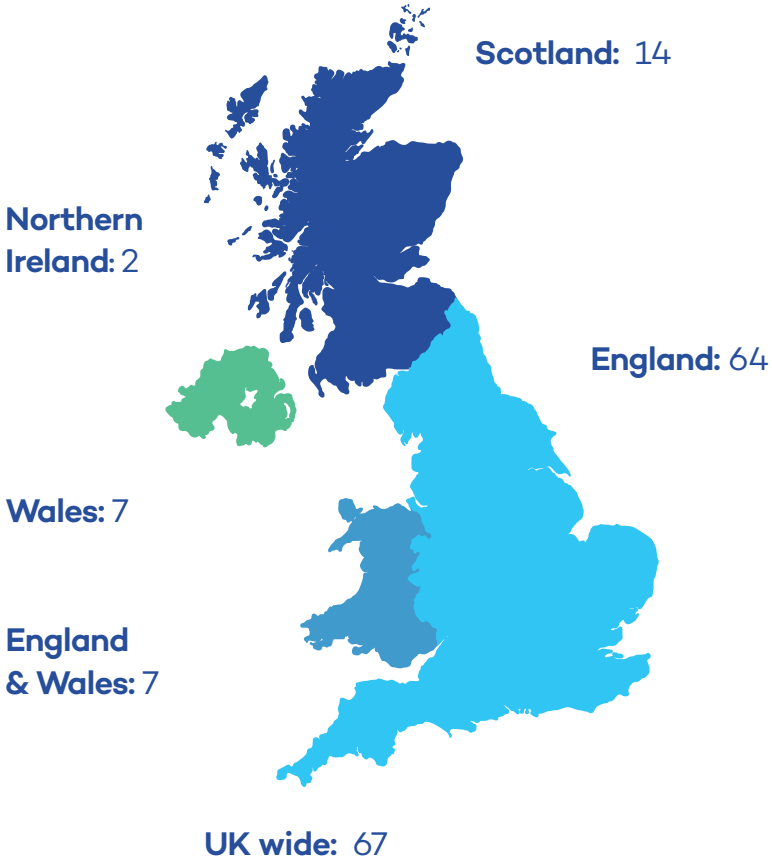 Scotland: 14
Northern
Ireland: 2
England: 64
Wales: 7
England
& Wales: 7
UK wide: 67